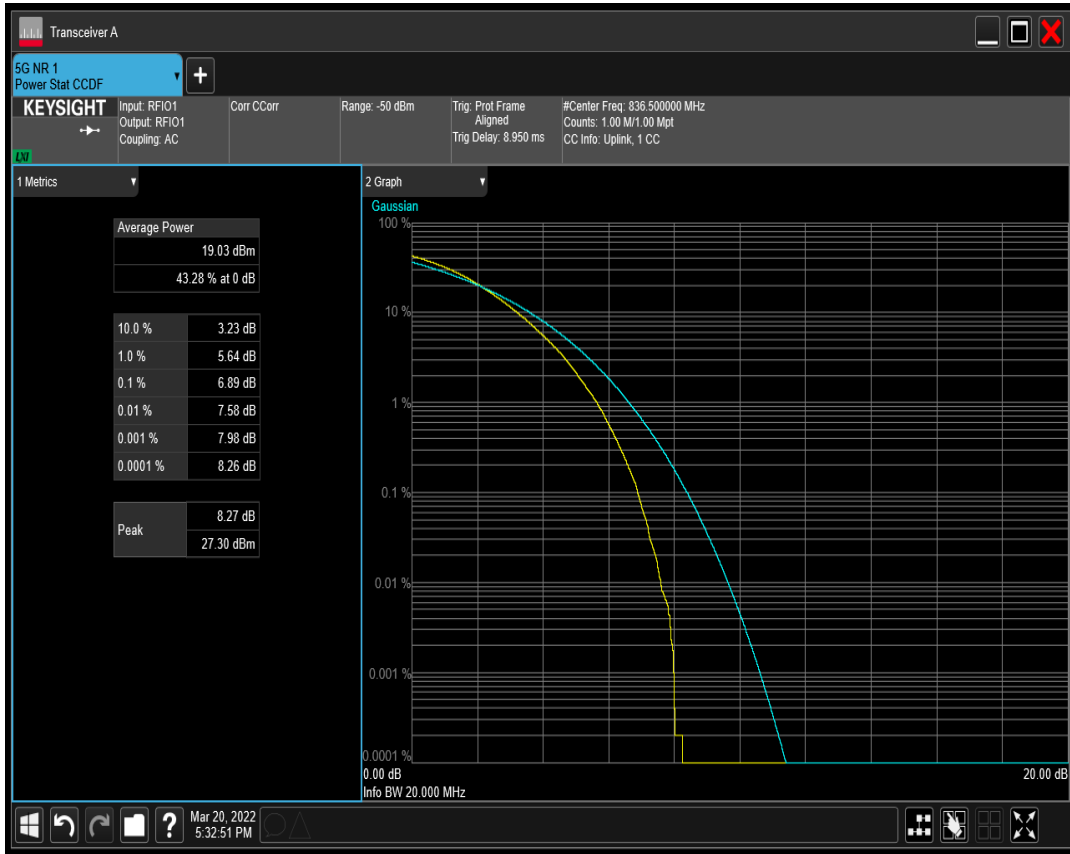 Transceiver A
5G NR 1
Power Stat CCDF
+
KEYSIGHT
LXI
Input: RFIO1
Output: RFIO1
Coupling: AC
Corr CCorr
Range: -50 dBm
Trig: Prot Frame
Aligned
Trig Delay: 8.950 ms
#Center Freq: 836.500000 MHz
Counts: 1.00 M/1.00 Mpt
CC Info: Uplink, 1 CC
1 Metrics
Average Power
19.03 dBm
43.28 % at 0 dB
10.0 % 3.23 dB
1.0 % 5.64 dB
0.1 % 6.89 dB
0.01 % 7.58 dB
0.001 % 7.98 dB
0.0001 % 8.26 dB
Peak
8.27 dB
27.30 dBm
2 Graph
Gaussian
100 %
10 %
1 %
0.1 %
0.01 %
0.001 %
0.0001 %
0.00 dB 20.00 dB
Info BW 20.000 MHz
?
Mar 20, 2022
5:32:51 PM